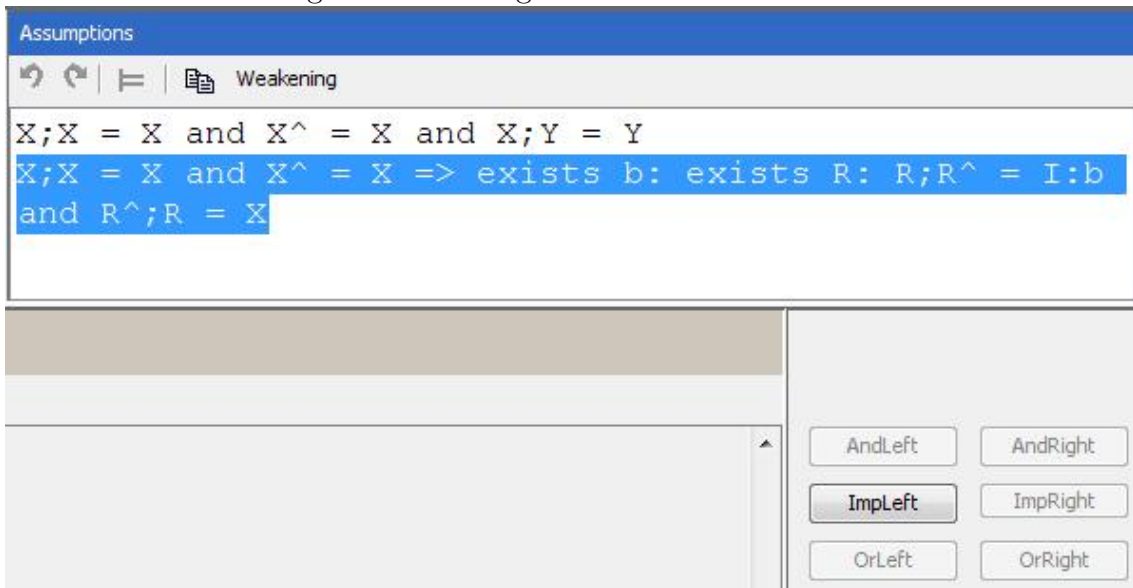 Assumptions
Weakening
X;X = X and X^ = X and X;Y = Y
X;X = X and X^ = X => exists b: exists R: R;R^ = I:b
and R^;R = X
AndLeft AndRight
ImpLeft ImpRight
OrLeft OrRight